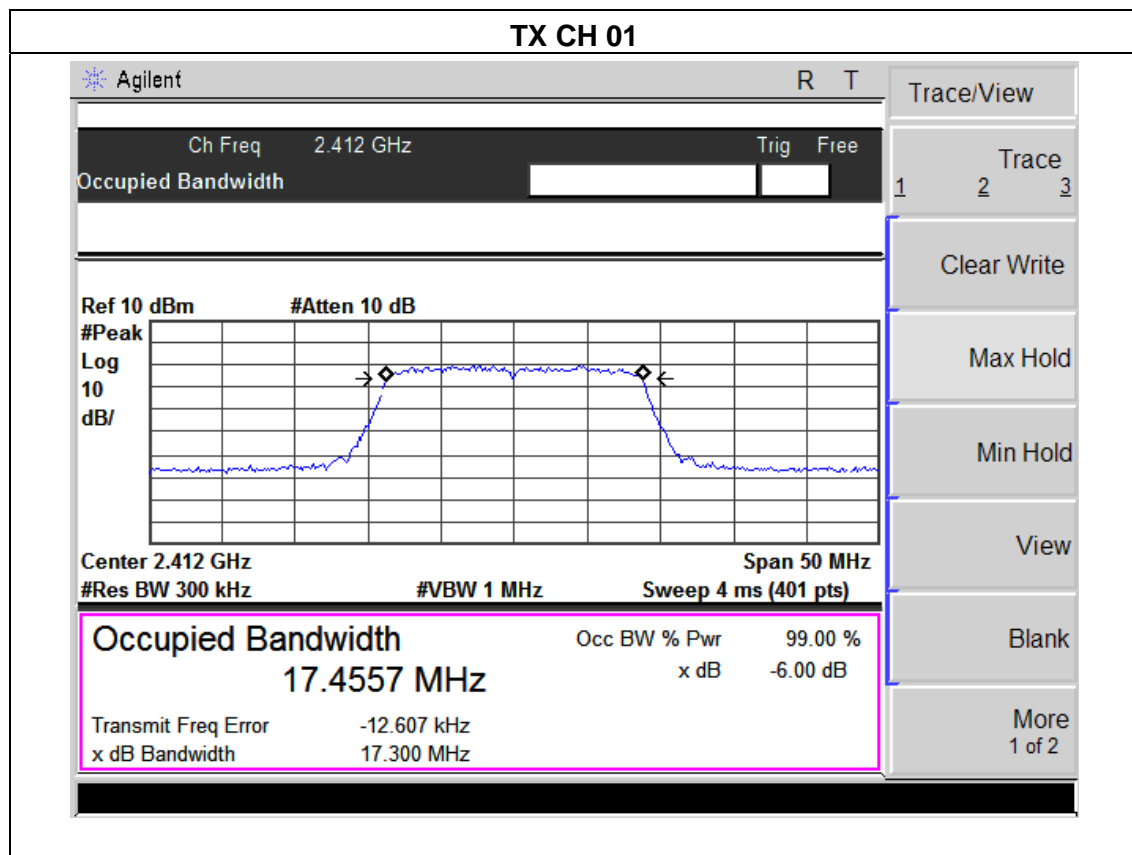 TX CH 01
Agilent R T
Trace/View
Ch Freq 2.412 GHz Trig Free
Occupied Bandwidth
Trace
1 2 3
Clear Write
Ref 10 dBm #Atten 10 dB
#Peak
Log
10
dB/
Max Hold
Min Hold
Center 2.412 GHz Span 50 MHz
#Res BW 300 kHz #VBW 1 MHz Sweep 4 ms (401 pts)
View
Occupied Bandwidth Occ BW % Pwr 99.00 %
17.4557 MHz x dB -6.00 dB
Transmit Freq Error -12.607 kHz
x dB Bandwidth 17.300 MHz
Blank
More
1 of 2